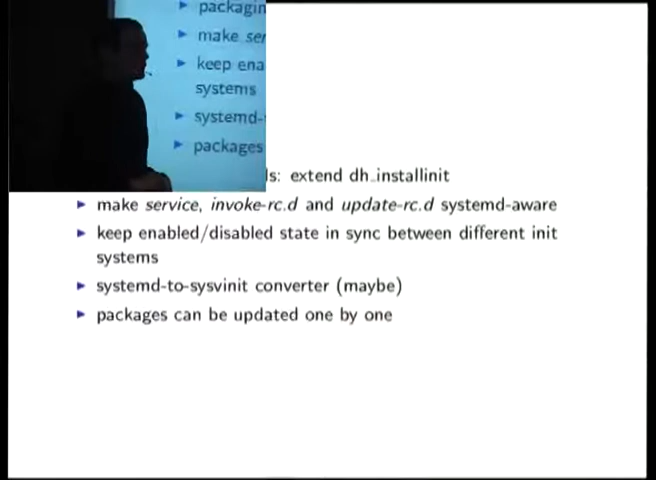 packagin
make ser
keep ena
systems
systemd-
packages
ls: extend dh_installinit
make service, invoke-rc.d and update-rc.d systemd-aware
keep enabled/disabled state in sync between different init
systems
systemd-to-sysvinit converter (maybe)
packages can be updated one by one